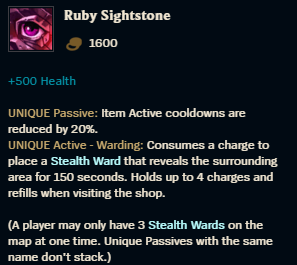 Ruby Sightstone
1600
+500 Health
UNIQUE Passive: Item Active cooldowns are
reduced by 20%.
UNIQUE Active - Warding: Consumes a charge to
place a Stealth Ward that reveals the surrounding
area for 150 seconds. Holds up to 4 charges and
refills when visiting the shop.
(A player may only have 3 Stealth Wards on the
map at one time. Unique Passives with the same
name don't stack.)